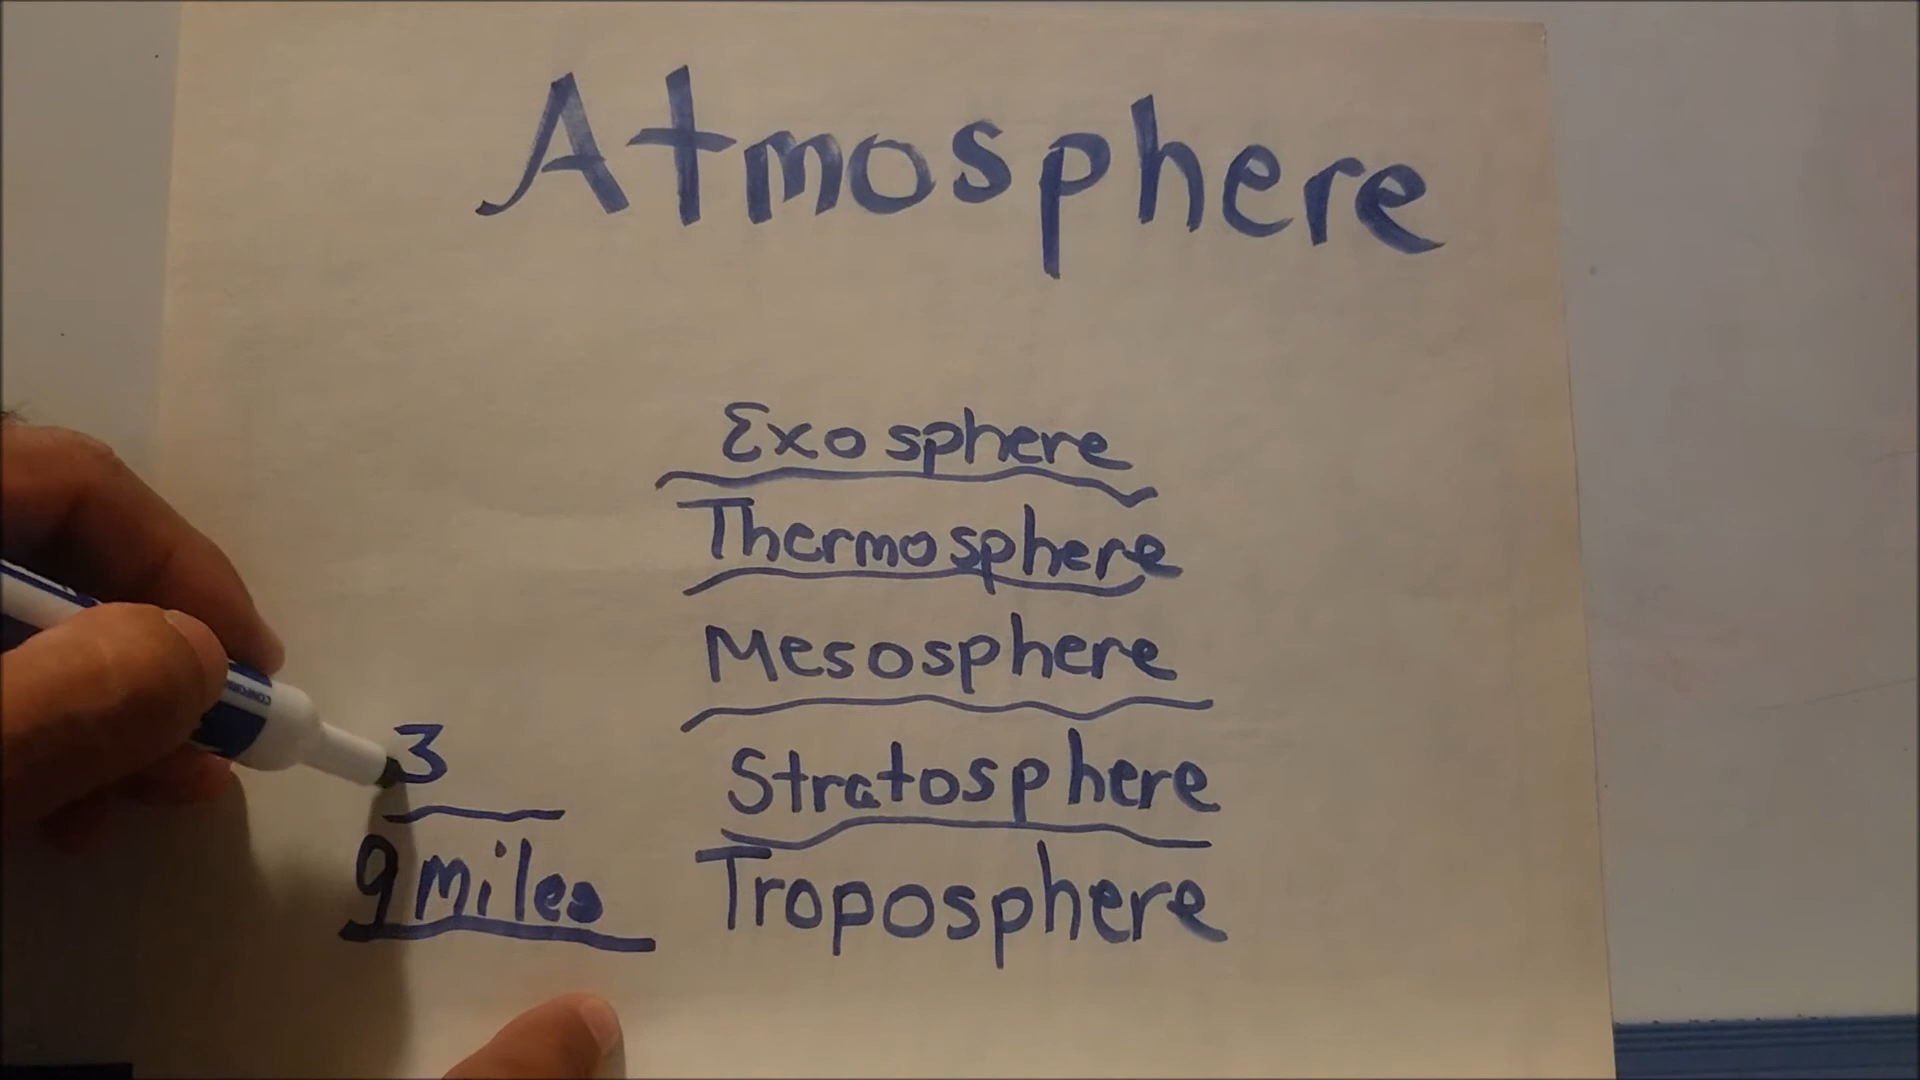 Atmosphere
Exosphere
Thermosphere
Mesosphere
3 Stratosphere
9 miles Troposphere